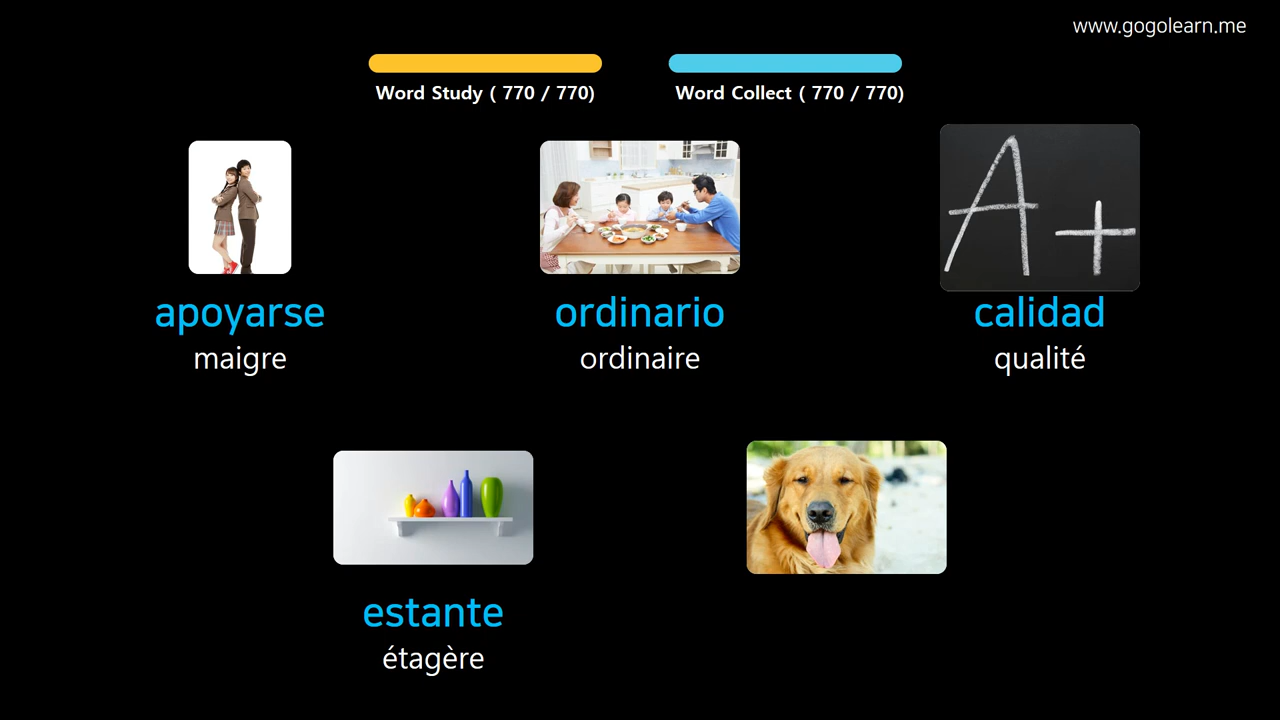 www.gogolearn.me
Word Study ( 770 / 770)
Word Collect ( 770 / 770)
A+
apoyarse
maigre
ordinario
ordinaire
calidad
qualité
estante
étagère